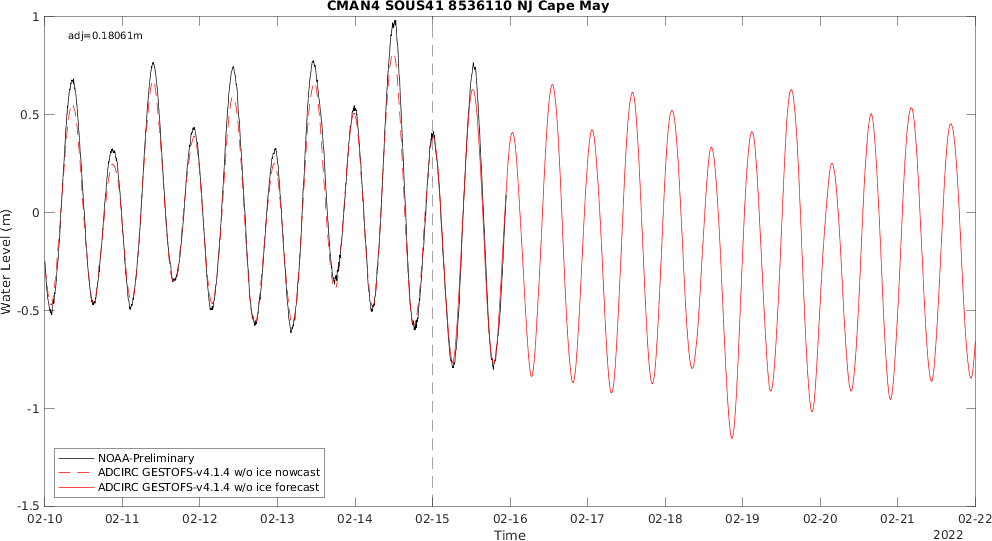 CMAN4 SOUS41 8536110 NJ Cape May
adj=0.18061m
1
0.5
0
-0.5
-1
-1.5
Water Level (m)
NOAA-Preliminary
ADCIRC GESTOFS-v4.1.4 w/o ice nowcast
ADCIRC GESTOFS-v4.1.4 w/o ice forecast
02-10 02-11 02-12 02-13 02-14 02-15 02-16 02-17 02-18 02-19 02-20 02-21 02-22
Time
2022